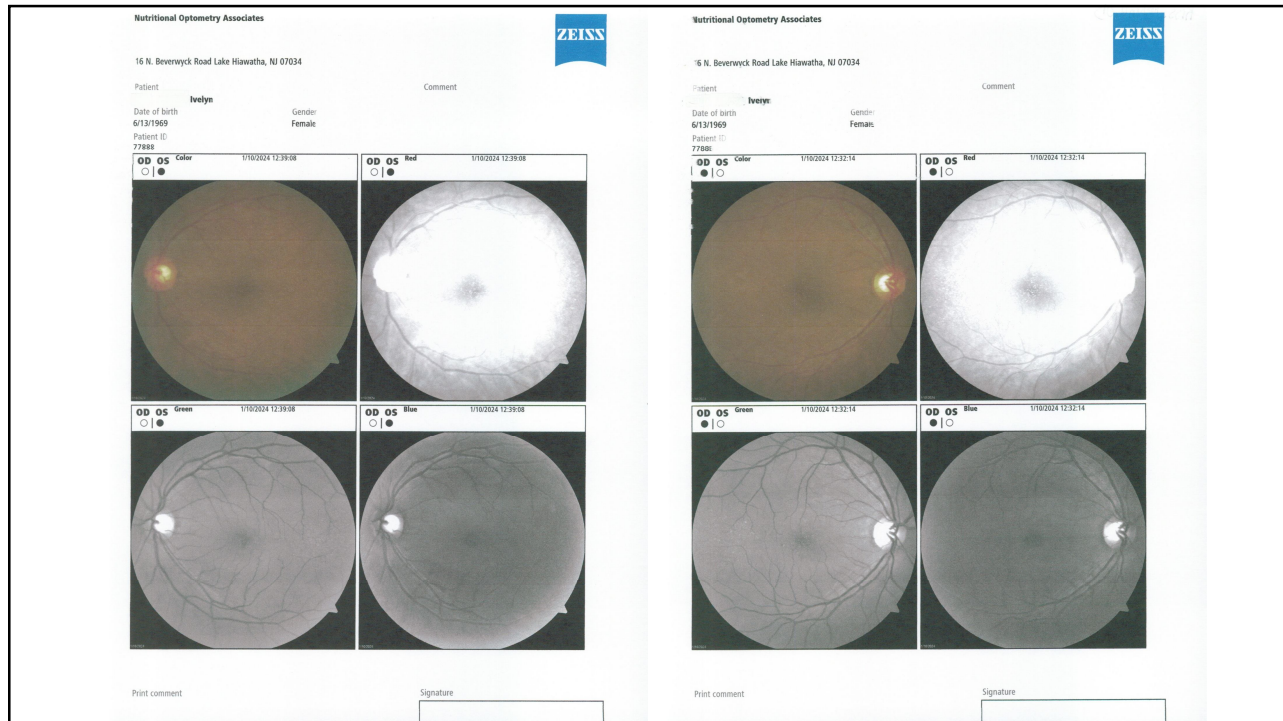 Nutritional Optometry Associates
ZEISS
16 N. Beverwyck Road Lake Hiawatha, NJ 07034
Patient
Comment
Ivelyn
Date of birth
Gender
6/13/1969
Female
Patient ID
77888
OD OS Color 1/10/2024 12:39:08
OD OS Red 1/10/2024 12:39:08
OD OS Green 1/10/2024 12:39:08
OD OS Blue 1/10/2024 12:39:08
Print comment
Signature
Nutritional Optometry Associates
ZEISS
16 N. Beverwyck Road Lake Hiawatha, NJ 07034
Patient
Comment
Ivelyn
Date of birth
Gender
6/13/1969
Female
Patient ID
77888
OD OS Color 1/10/2024 12:32:14
OD OS Red 1/10/2024 12:32:14
OD OS Green 1/10/2024 12:32:14
OD OS Blue 1/10/2024 12:32:14
Print comment
Signature